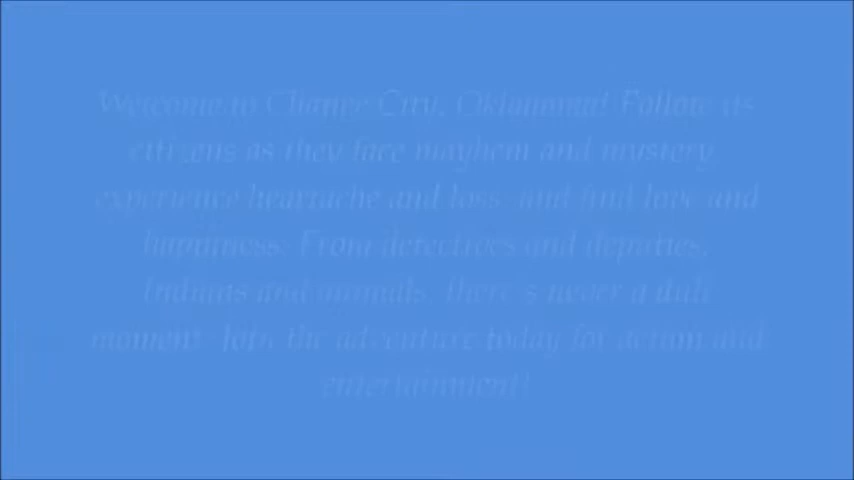 Welcome to Chance City, Oklahoma! Follow its
citizens as they face mayhem and mystery,
experience heartache and loss, and find love and
happiness. From detectives and deputies,
Indians and animals, there's never a dull
moment. Join the adventure today for action and
entertainment!